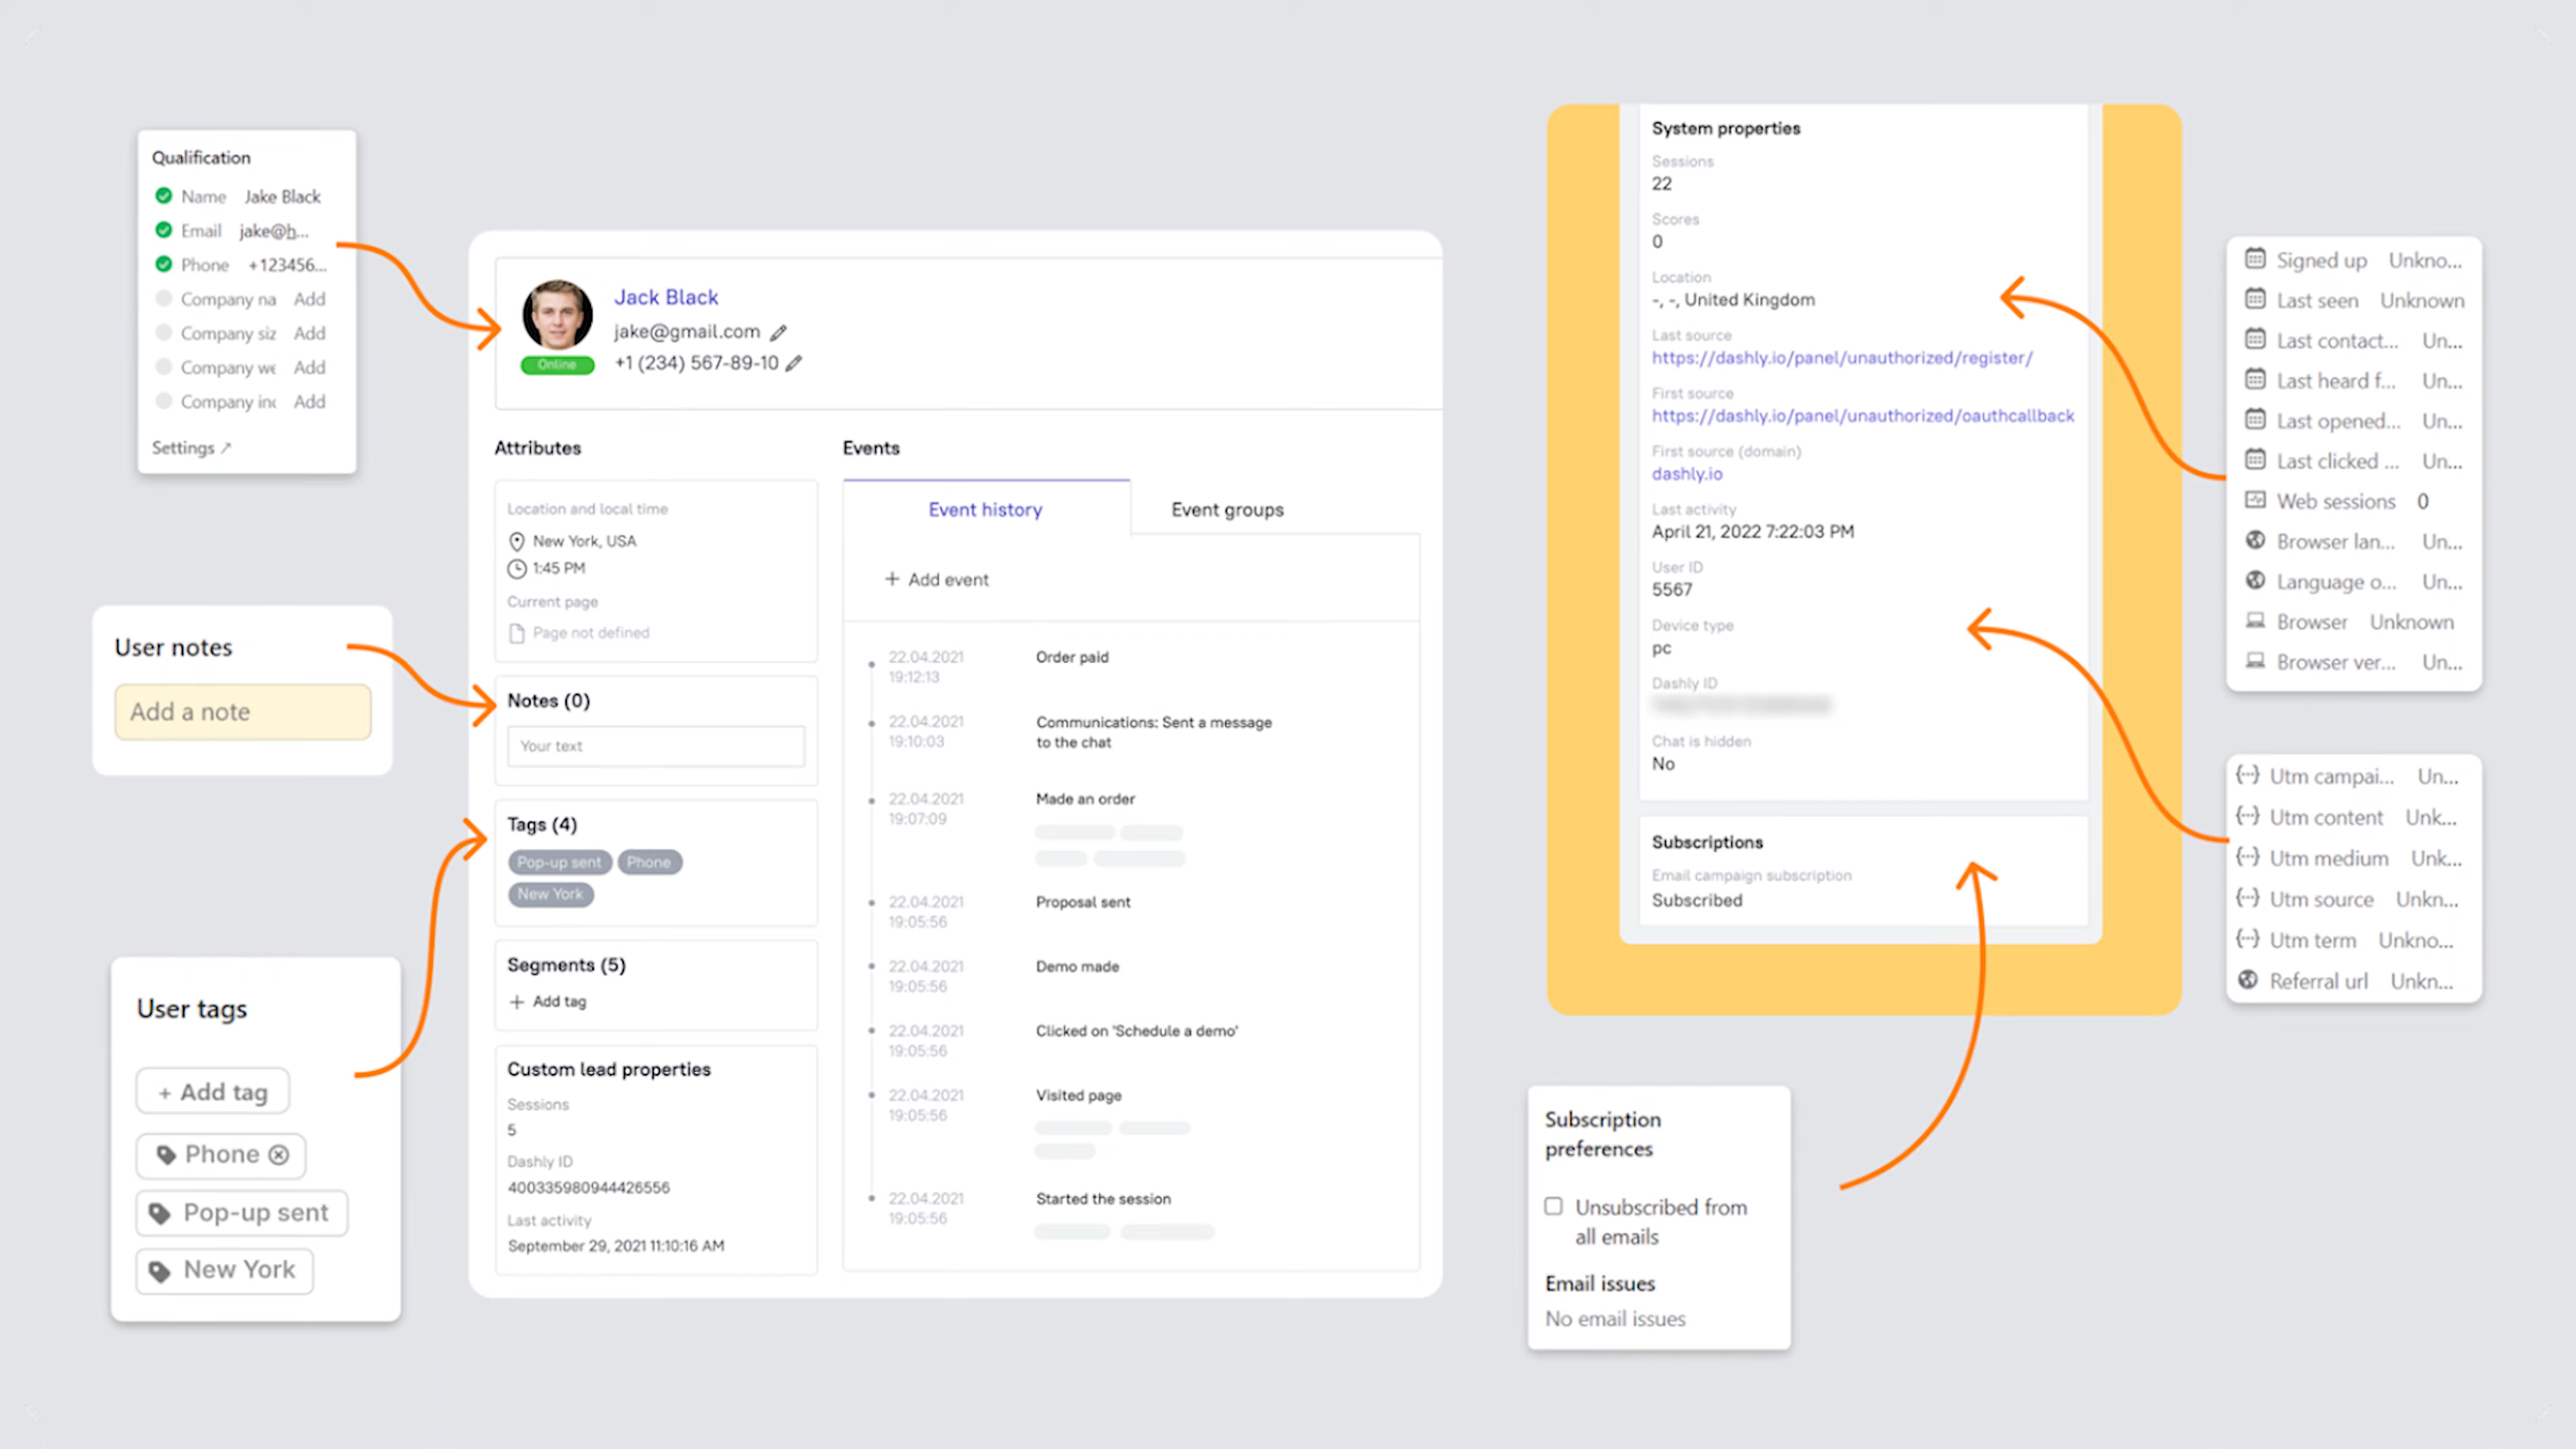 Qualification
Name Jake Black
Email jake@h...
Phone +123456...
Company na Add
Company siz Add
Company we Add
Company inc Add
Settings ↗
User notes
Add a note
User tags
+ Add tag
Phone
Pop-up sent
New York
Jack Black
jake@gmail.com
+1 (234) 567-89-10
Online
Attributes
Location and local time
New York, USA
1:45 PM
Current page
Page not defined
Notes (0)
Your text
Tags (4)
Pop-up sent Phone
New York
Segments (5)
+ Add tag
Custom lead properties
Sessions
5
Dashly ID
400335980944426556
Last activity
September 29, 2021 11:10:16 AM
Events
Event history Event groups
+ Add event
22.04.2021 Order paid
19:12:13
22.04.2021 Communications: Sent a message
19:10:03 to the chat
22.04.2021 Made an order
19:07:09
22.04.2021 Proposal sent
19:05:56
22.04.2021 Demo made
19:05:56
22.04.2021 Clicked on 'Schedule a demo'
19:05:56
22.04.2021 Visited page
19:05:56
22.04.2021 Started the session
19:05:56
System properties
Sessions
22
Scores
0
Location
-, -, United Kingdom
Last source
https://dashly.io/panel/unauthorized/register/
First source
https://dashly.io/panel/unauthorized/oauthcallback
First source (domain)
dashly.io
Last activity
April 21, 2022 7:22:03 PM
User ID
5567
Device type
pc
Dashly ID
Chat is hidden
No
Subscriptions
Email campaign subscription
Subscribed
Subscription
preferences
Unsubscribed from
all emails
Email issues
No email issues
Signed up Unkno...
Last seen Unknown
Last contact... Un...
Last heard f... Un...
Last opened... Un...
Last clicked ... Un...
Web sessions 0
Browser lan... Un...
Language o... Un...
Browser Unknown
Browser ver... Un...
Utm campai... Un...
Utm content Unk...
Utm medium Unk...
Utm source Unkn...
Utm term Unkno...
Referral url Unkn...